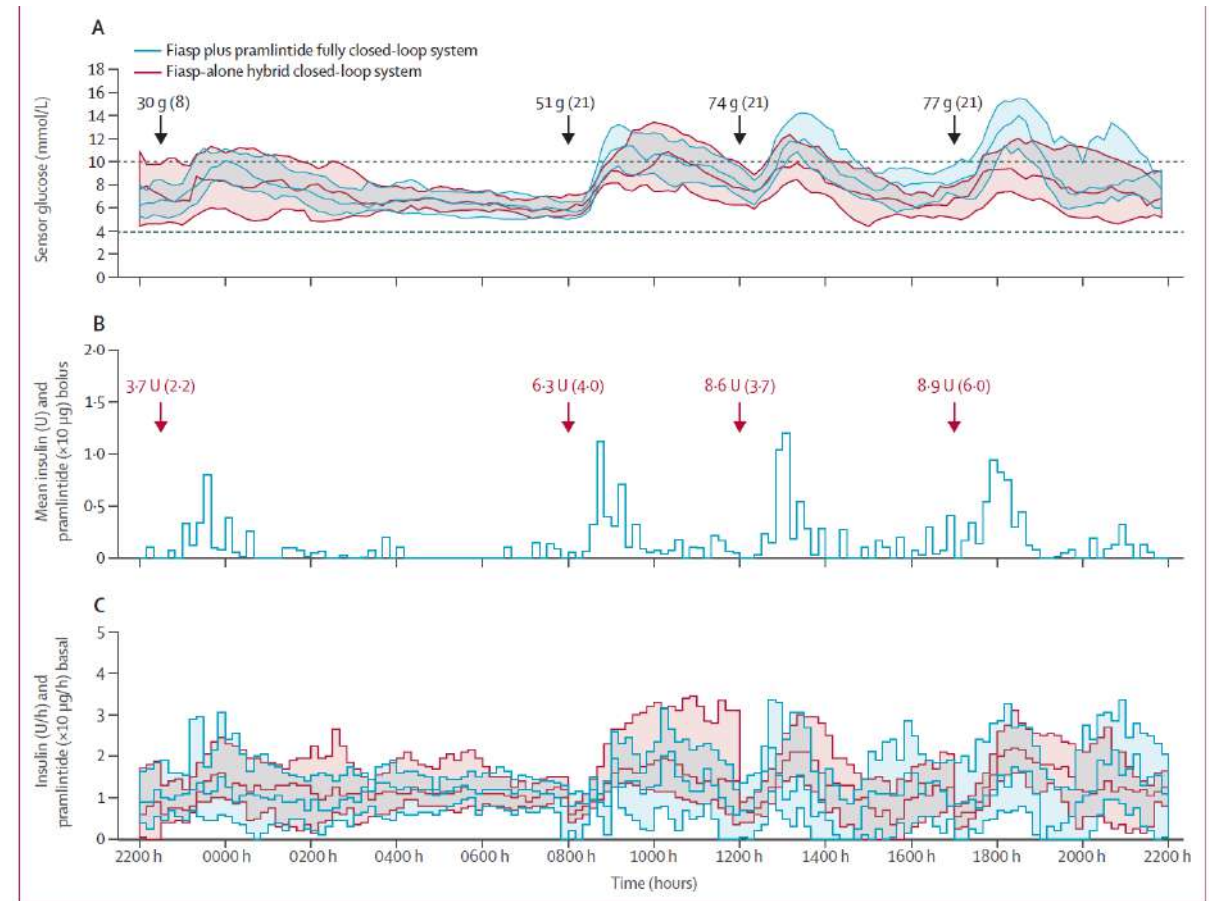 A
Fiasp plus pramlintide fully closed-loop system
Fiasp-alone hybrid closed-loop system
Sensor glucose (mmol/L)
18
16
14
12
10
8
6
4
2
0
30 g (8)
51 g (21)
74 g (21)
77 g (21)
B
Mean insulin (U) and
pramlintide (×10 µg) bolus
2·0
1·5
1·0
0·5
0
3·7 U (2·2)
6·3 U (4·0)
8·6 U (3·7)
8·9 U (6·0)
C
Insulin (U/h) and
pramlintide (×10 µg/h) basal
5
4
3
2
1
0
2200 h 0000 h 0200 h 0400 h 0600 h 0800 h 1000 h 1200 h 1400 h 1600 h 1800 h 2000 h 2200 h
Time (hours)